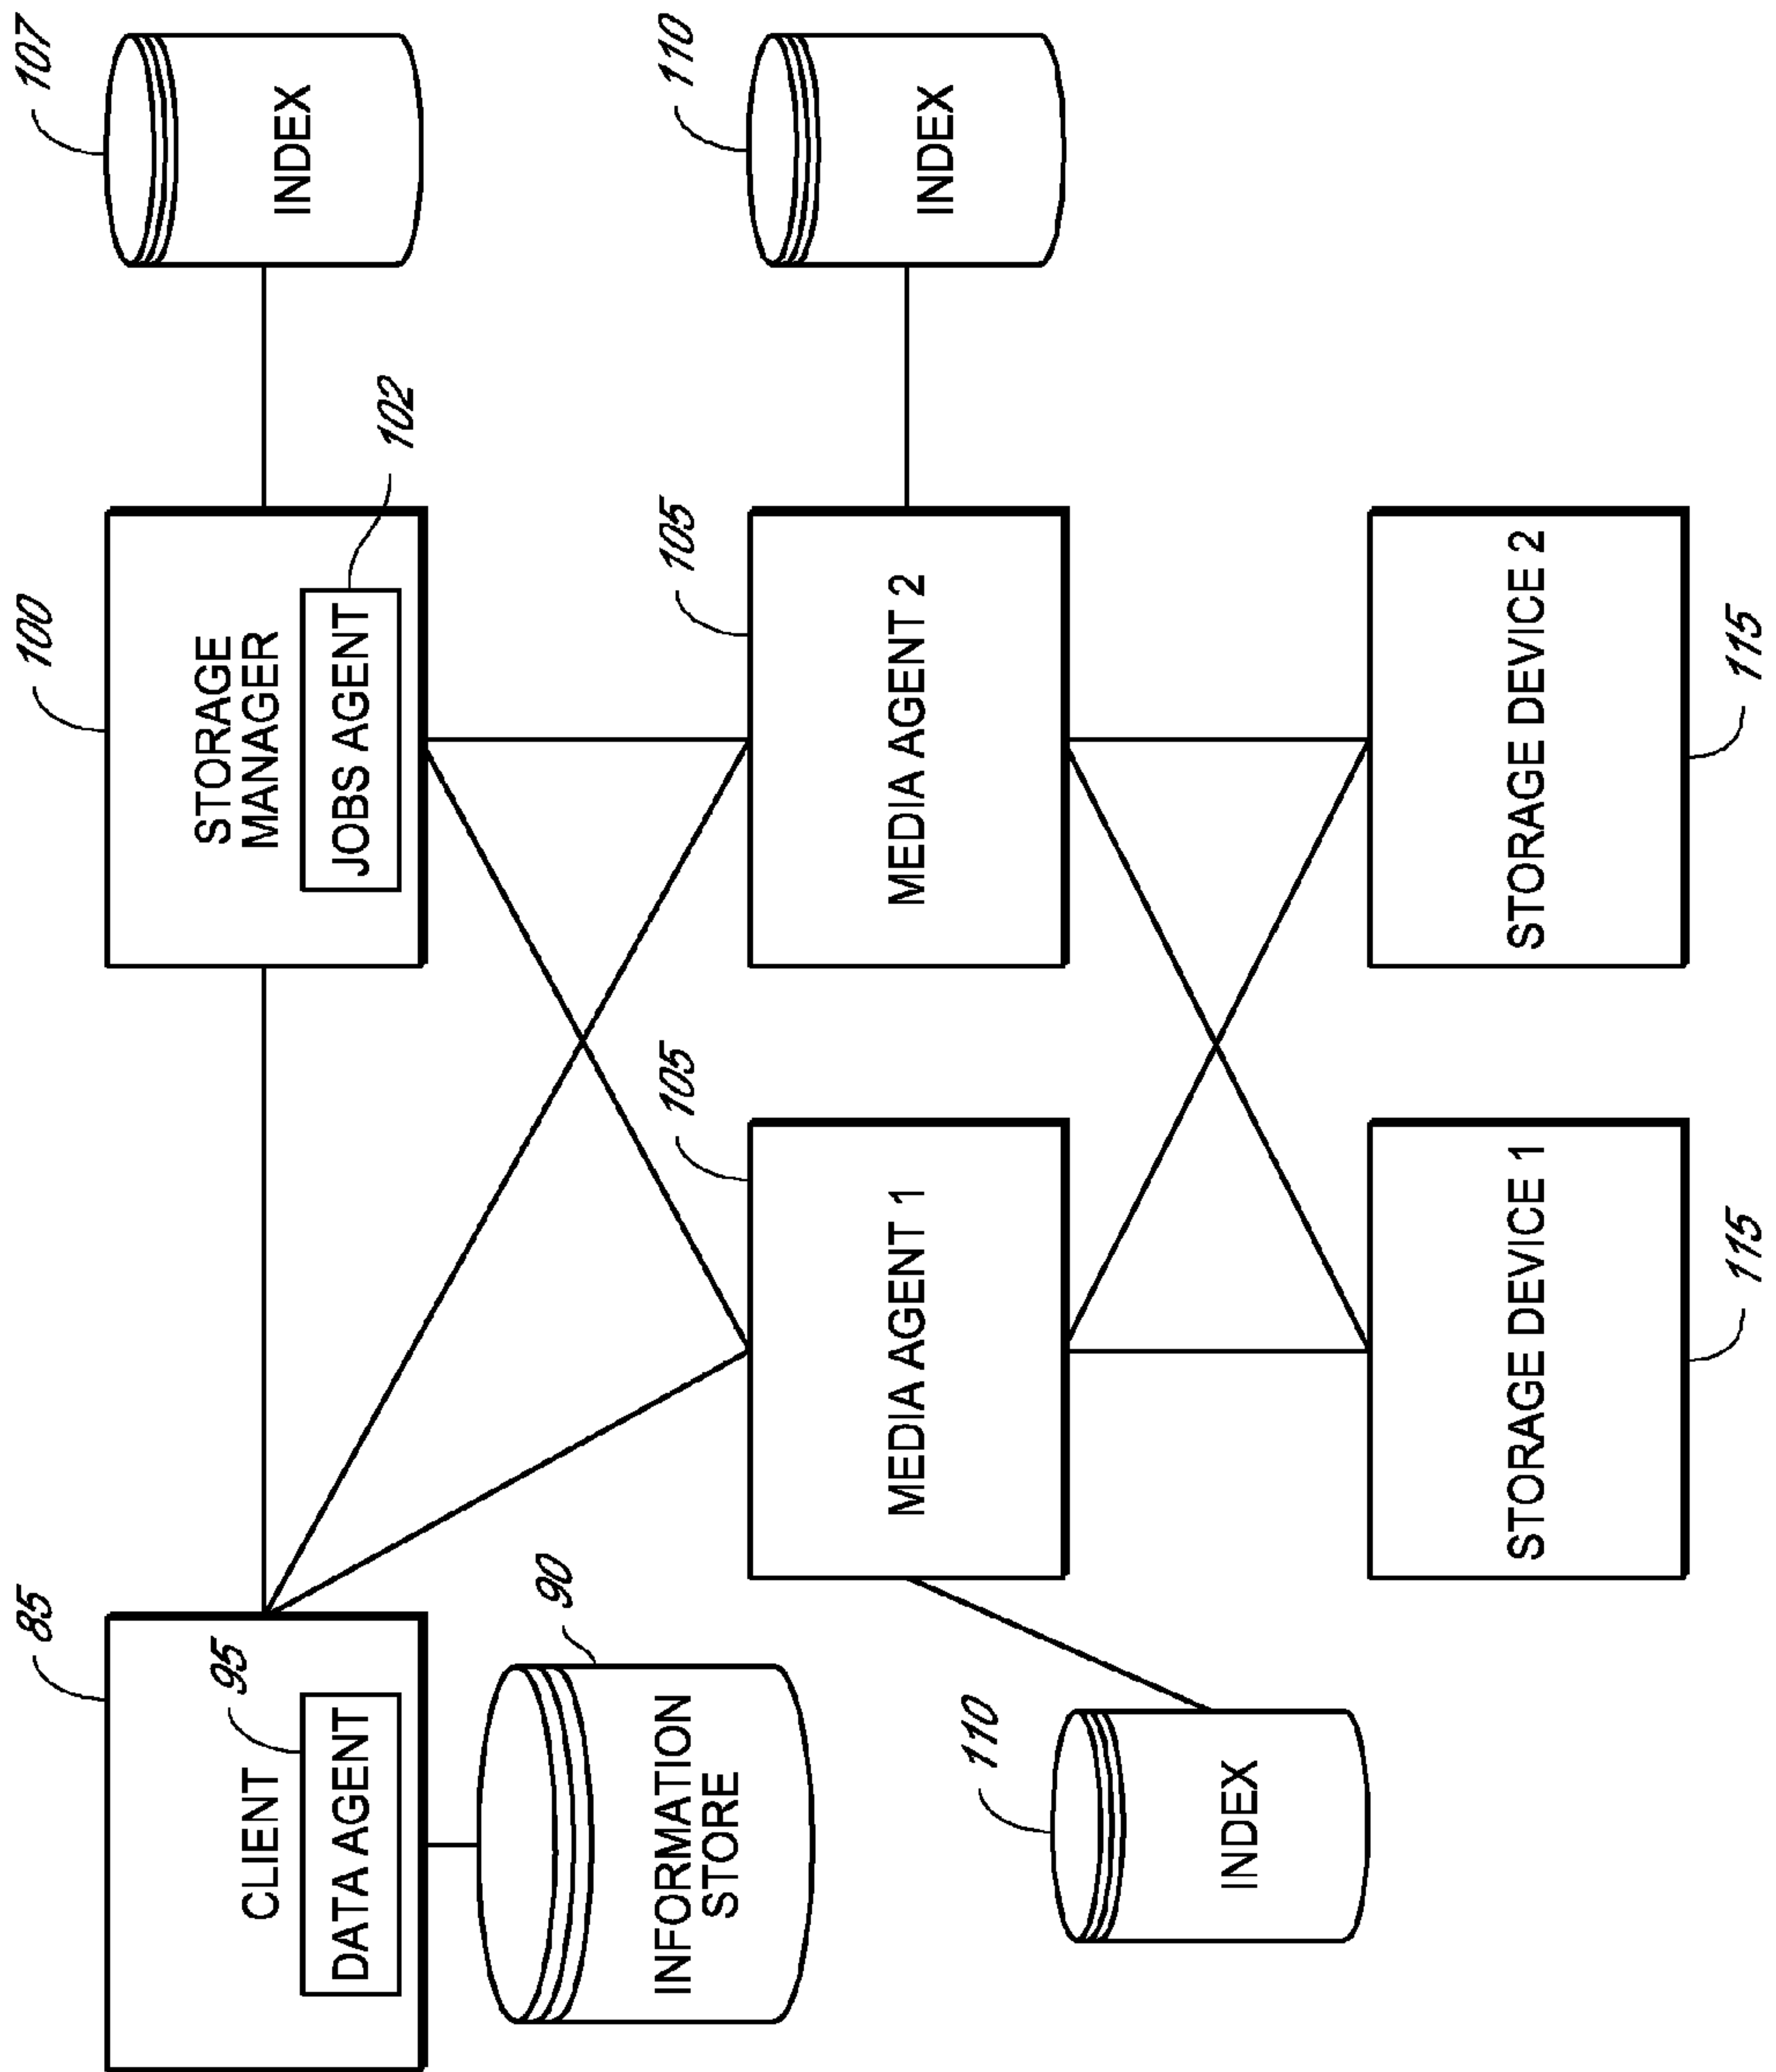 85
CLIENT
95
DATA AGENT
90
INFORMATION
STORE
100
STORAGE
MANAGER
JOBS AGENT
102
107
INDEX
105
MEDIA AGENT 1
110
INDEX
105
MEDIA AGENT 2
110
INDEX
STORAGE DEVICE 1
115
STORAGE DEVICE 2
115